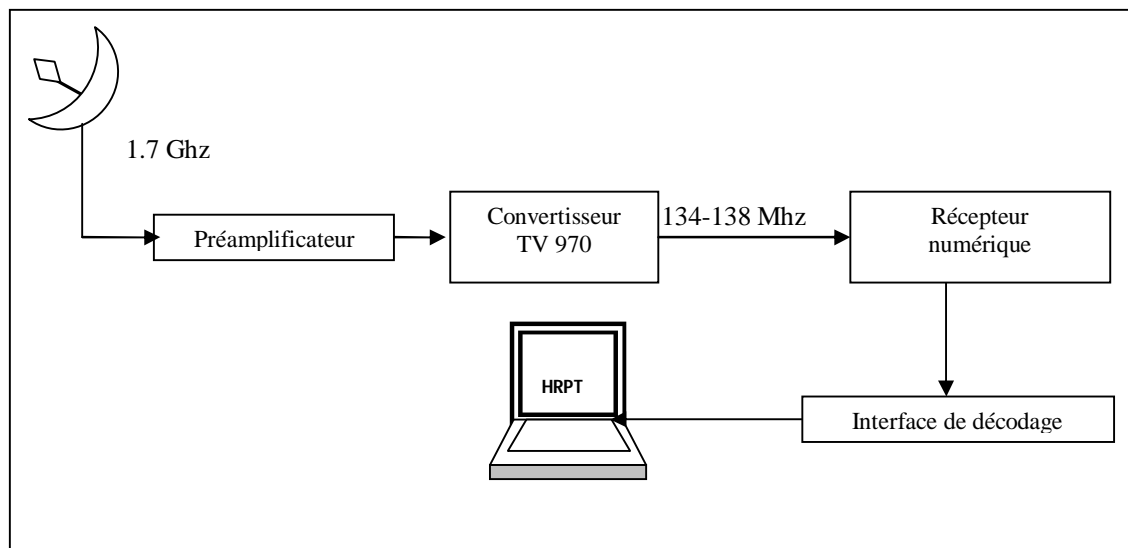 1.7 Ghz
Préamplificateur
Convertisseur
TV 970
134-138 Mhz
Récepteur
numérique
HRPT
Interface de décodage